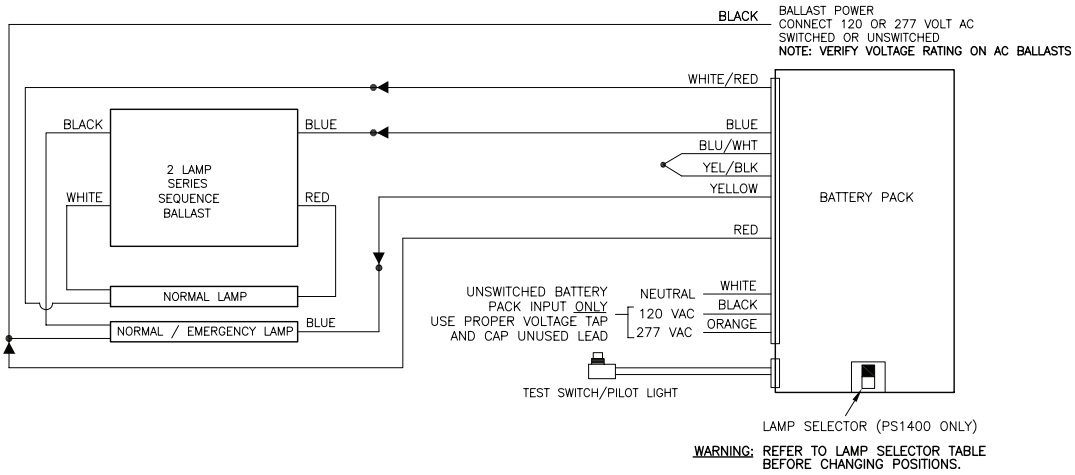 BLACK
BALLAST POWER
CONNECT 120 OR 277 VOLT AC
SWITCHED OR UNSWITCHED
NOTE: VERIFY VOLTAGE RATING ON AC BALLASTS
WHITE/RED
BLACK
BLUE
BLUE
BLU/WHT
YEL/BLK
2 LAMP
SERIES
SEQUENCE
BALLAST
WHITE
RED
YELLOW
BATTERY PACK
RED
NORMAL LAMP
NORMAL / EMERGENCY LAMP
BLUE
UNSWITCHED BATTERY
PACK INPUT ONLY
USE PROPER VOLTAGE TAP
AND CAP UNUSED LEAD
NEUTRAL
WHITE
120 VAC
BLACK
277 VAC
ORANGE
TEST SWITCH/PILOT LIGHT
LAMP SELECTOR (PS1400 ONLY)
WARNING: REFER TO LAMP SELECTOR TABLE
BEFORE CHANGING POSITIONS.